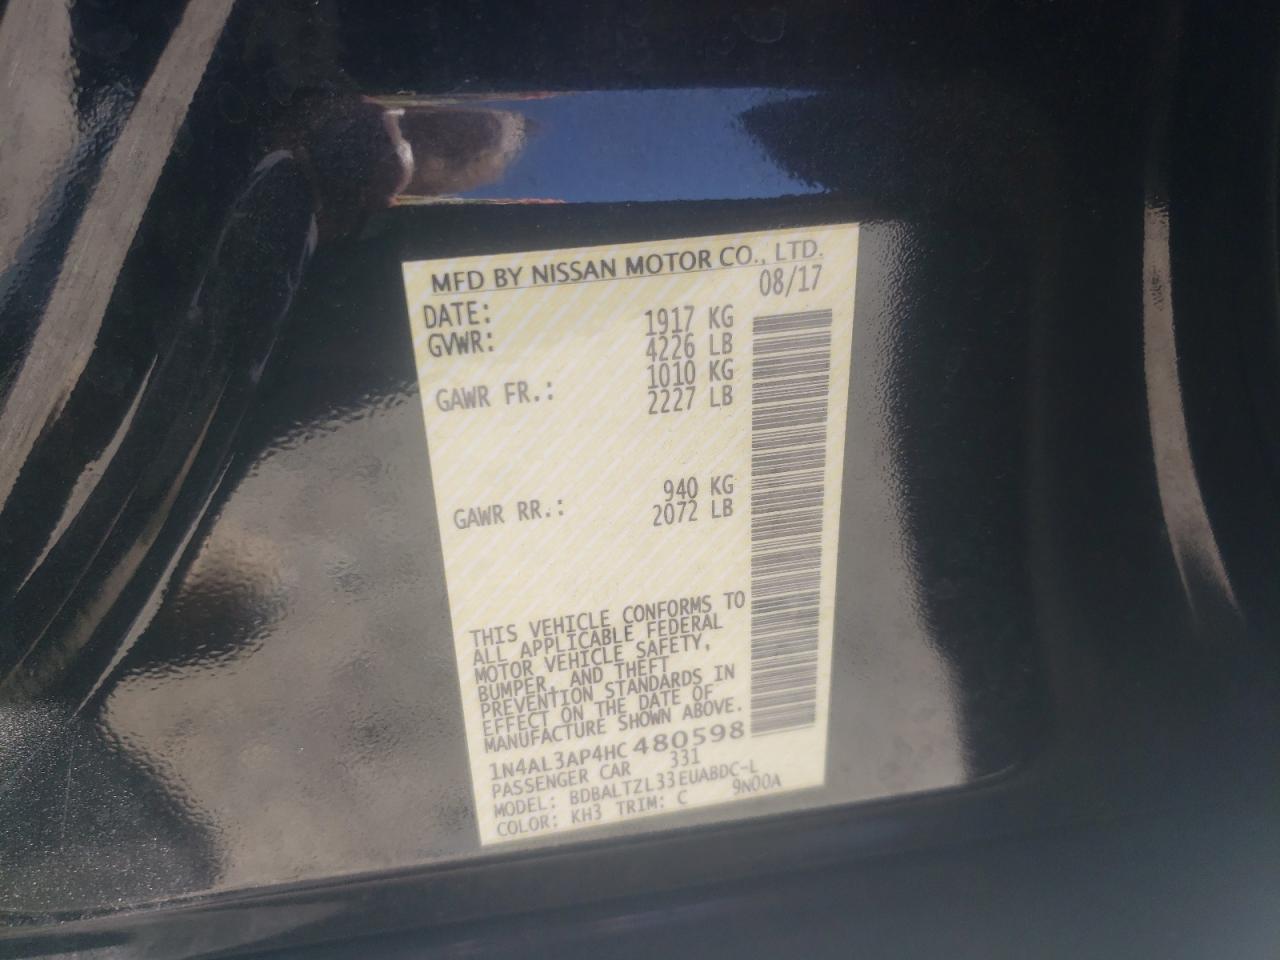 MFD BY NISSAN MOTOR CO., LTD.
DATE: 08/17
GVWR: 1917 KG
4226 LB
GAWR FR.: 1010 KG
2227 LB
GAWR RR.: 940 KG
2072 LB
THIS VEHICLE CONFORMS TO
ALL APPLICABLE FEDERAL
MOTOR VEHICLE SAFETY,
BUMPER, AND THEFT
PREVENTION STANDARDS IN
EFFECT ON THE DATE OF
MANUFACTURE SHOWN ABOVE.
1N4AL3AP4HC480598
PASSENGER CAR 331
MODEL: BDBALTZL33EUABDC-L
COLOR: KH3 TRIM: C 9N00A